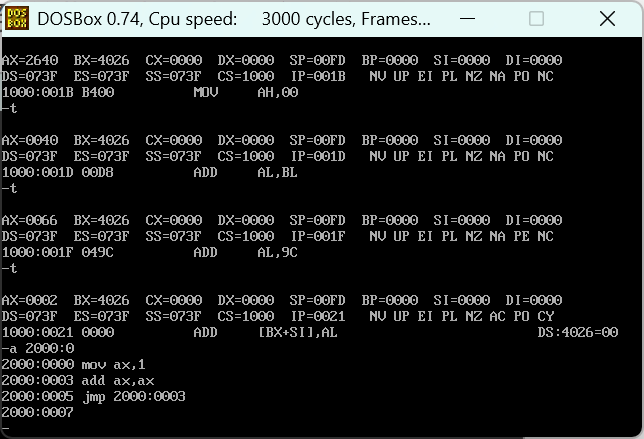 DOS BOX DOSBox 0.74, Cpu speed: 3000 cycles, Frames...
AX=2640 BX=4026 CX=0000 DX=0000 SP=00FD BP=0000 SI=0000 DI=0000
DS=073F ES=073F SS=073F CS=1000 IP=001B NV UP EI PL NZ NA PO NC
1000:001B B400 MOV AH,00
-t
AX=0040 BX=4026 CX=0000 DX=0000 SP=00FD BP=0000 SI=0000 DI=0000
DS=073F ES=073F SS=073F CS=1000 IP=001D NV UP EI PL NZ NA PO NC
1000:001D 00D8 ADD AL,BL
-t
AX=0066 BX=4026 CX=0000 DX=0000 SP=00FD BP=0000 SI=0000 DI=0000
DS=073F ES=073F SS=073F CS=1000 IP=001F NV UP EI PL NZ NA PE NC
1000:001F 049C ADD AL,9C
-t
AX=0002 BX=4026 CX=0000 DX=0000 SP=00FD BP=0000 SI=0000 DI=0000
DS=073F ES=073F SS=073F CS=1000 IP=0021 NV UP EI PL NZ AC PO CY
1000:0021 0000 ADD [BX+SI],AL DS:4026=00
-a 2000:0
2000:0000 mov ax,1
2000:0003 add ax,ax
2000:0005 jmp 2000:0003
2000:0007
-